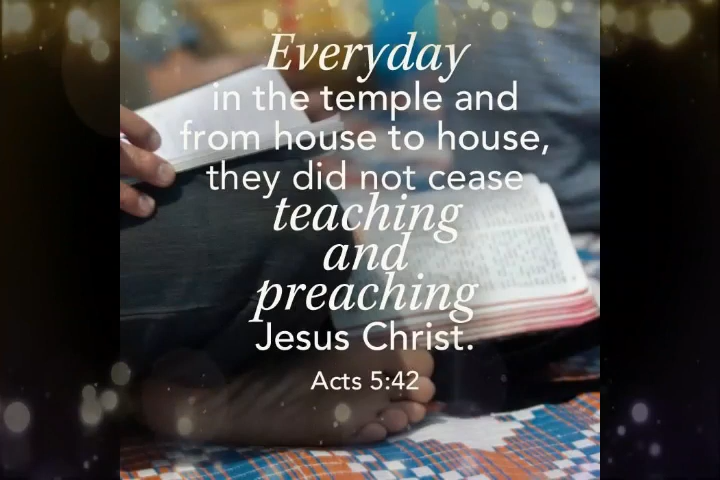 Everyday
in the temple and
from house to house,
they did not cease
teaching
and
preaching
Jesus Christ.
Acts 5:42